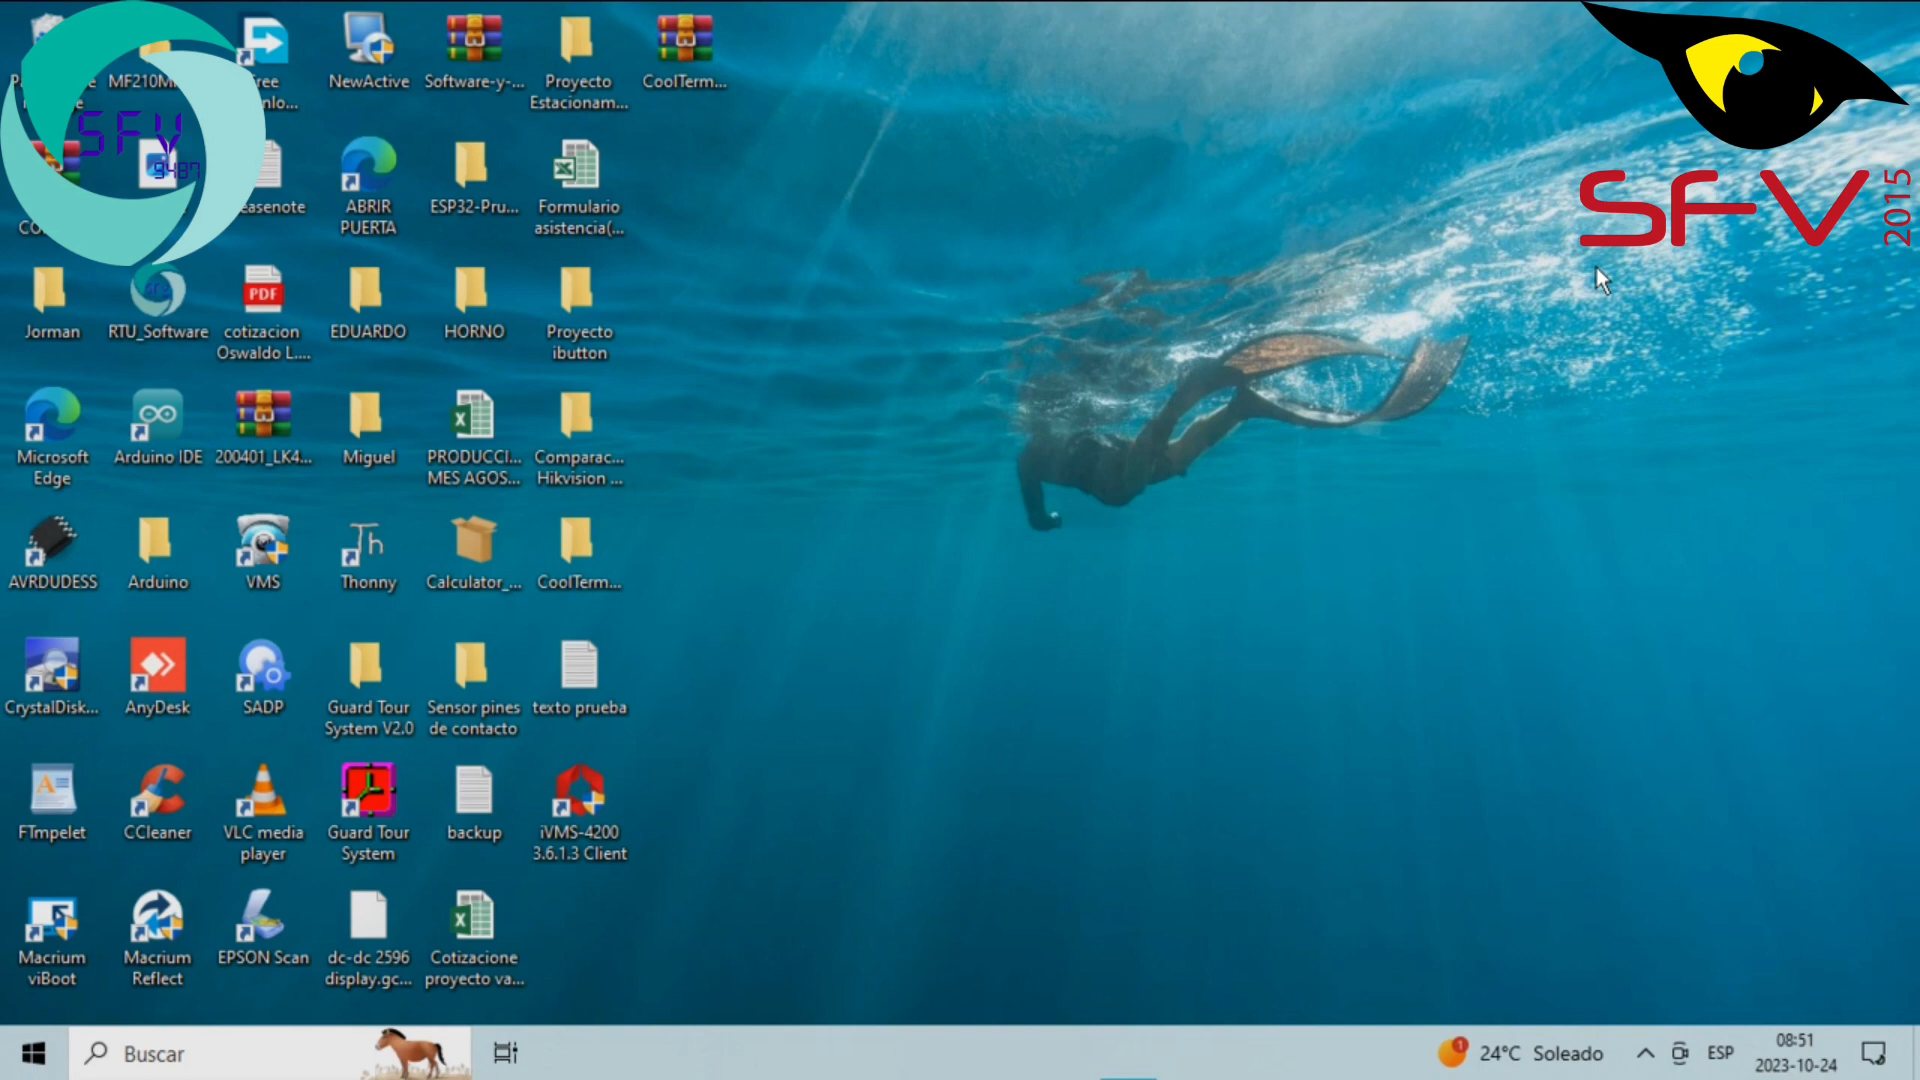 MF210M
Free
NewActive
Software-y-...
Proyecto
Estacionam...
CoolTerm...
SFV
9487
SFV
2015
easenote
ABRIR
PUERTA
ESP32-Pru...
Formulario
asistencia(...
Jorman
RTU_Software
cotizacion
Oswaldo L....
EDUARDO
HORNO
Proyecto
ibutton
Microsoft
Edge
Arduino IDE
200401_LK4...
Miguel
PRODUCCI...
MES AGOS...
Comparac...
Hikvision ...
AVRDUDESS
Arduino
VMS
Thonny
Calculator_...
CoolTerm...
CrystalDisk...
AnyDesk
SADP
Guard Tour
System V2.0
Sensor pines
de contacto
texto prueba
FTmpelet
CCleaner
VLC media
player
Guard Tour
System
backup
iVMS-4200
3.6.1.3 Client
Macrium
viBoot
Macrium
Reflect
EPSON Scan
dc-dc 2596
display.gc...
Cotizacione
proyecto va...
Buscar
1
24°C Soleado
ESP
08:51
2023-10-24